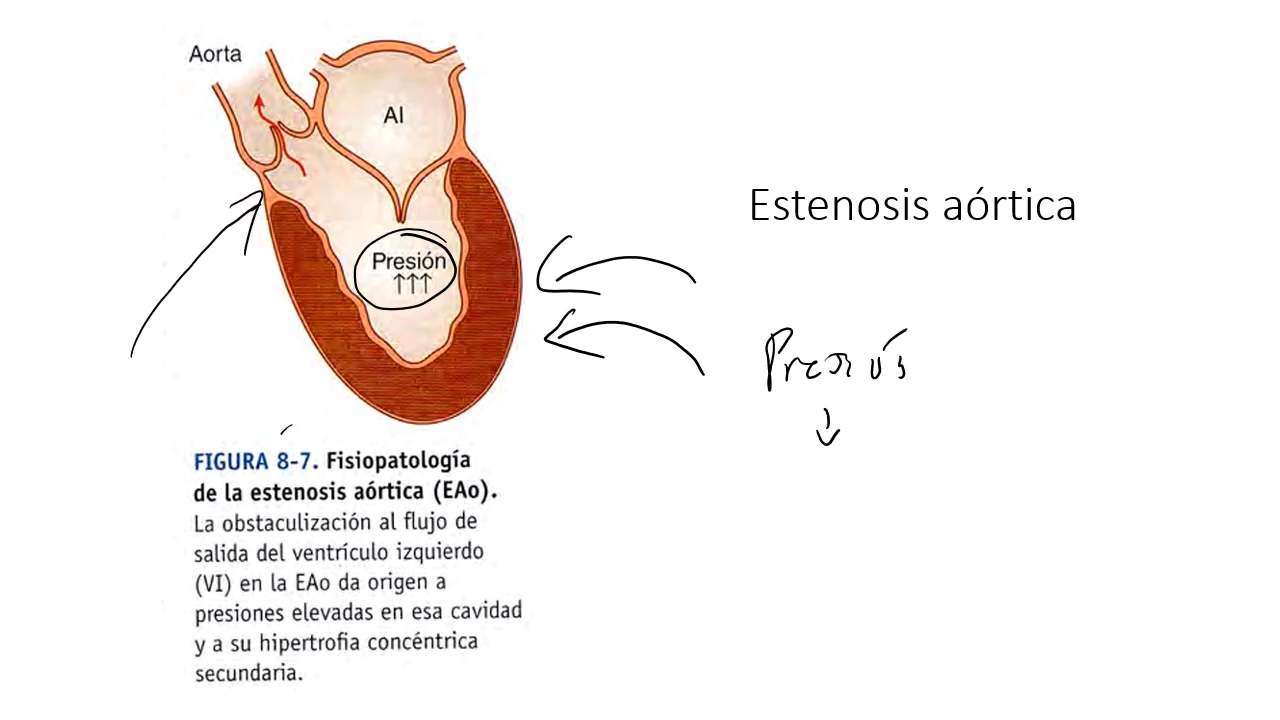 Aorta
AI
Presión
↑↑↑
Estenosis aórtica
Presión
FIGURA 8-7. Fisiopatología
de la estenosis aórtica (EAo).
La obstaculización al flujo de
salida del ventrículo izquierdo
(VI) en la EAo da origen a
presiones elevadas en esa cavidad
y a su hipertrofia concéntrica
secundaria.